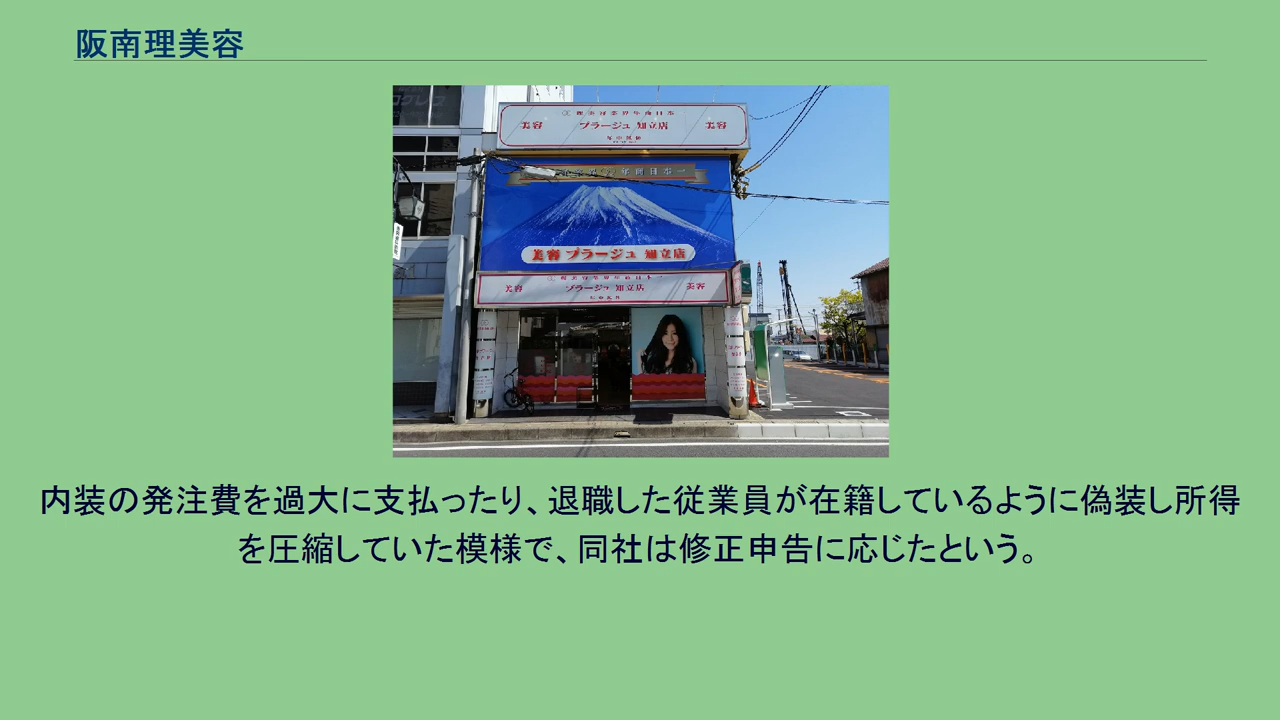 阪南理美容
美容 プラージュ 知立店 美容
美容 プラージュ 知立店
美容 プラージュ 知立店 美容
内装の発注費を過大に支払ったり、退職した従業員が在籍しているように偽装し所得
を圧縮していた模様で、同社は修正申告に応じたという。